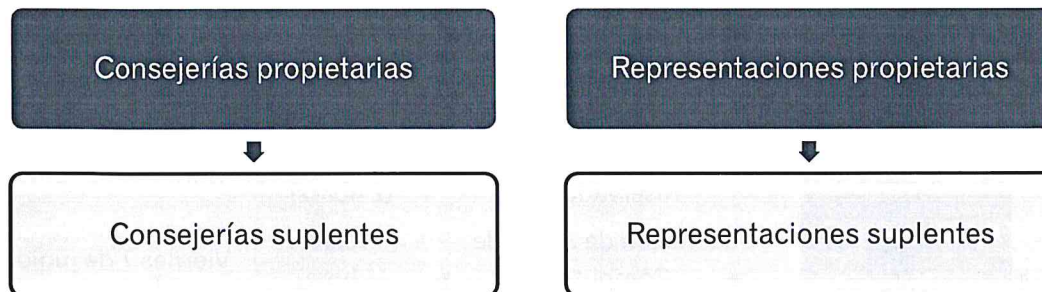 Consejerías propietarias
Representaciones propietarias
Consejerías suplentes
Representaciones suplentes